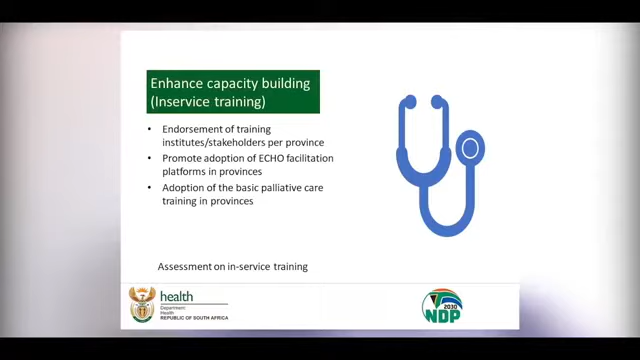 Enhance capacity building
(Inservice training)
• Endorsement of training
institutes/stakeholders per province
• Promote adoption of ECHO facilitation
platforms in provinces
• Adoption of the basic palliative care
training in provinces
Assessment on in-service training
health
Department:
Health
REPUBLIC OF SOUTH AFRICA
2030
NDP